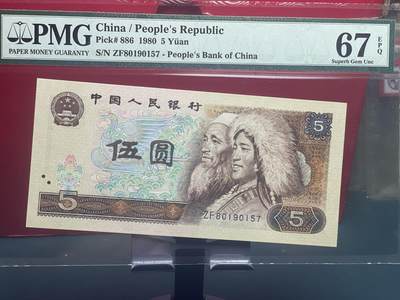 PMG
PAPER MONEY GUARANTY
China / People's Republic
Pick# 886 1980 5 Yüan
S/N ZF80190157 - People's Bank of China
67 EPQ
Superb Gem Unc
中国人民银行
5
伍圆
5
ZF80190157
5